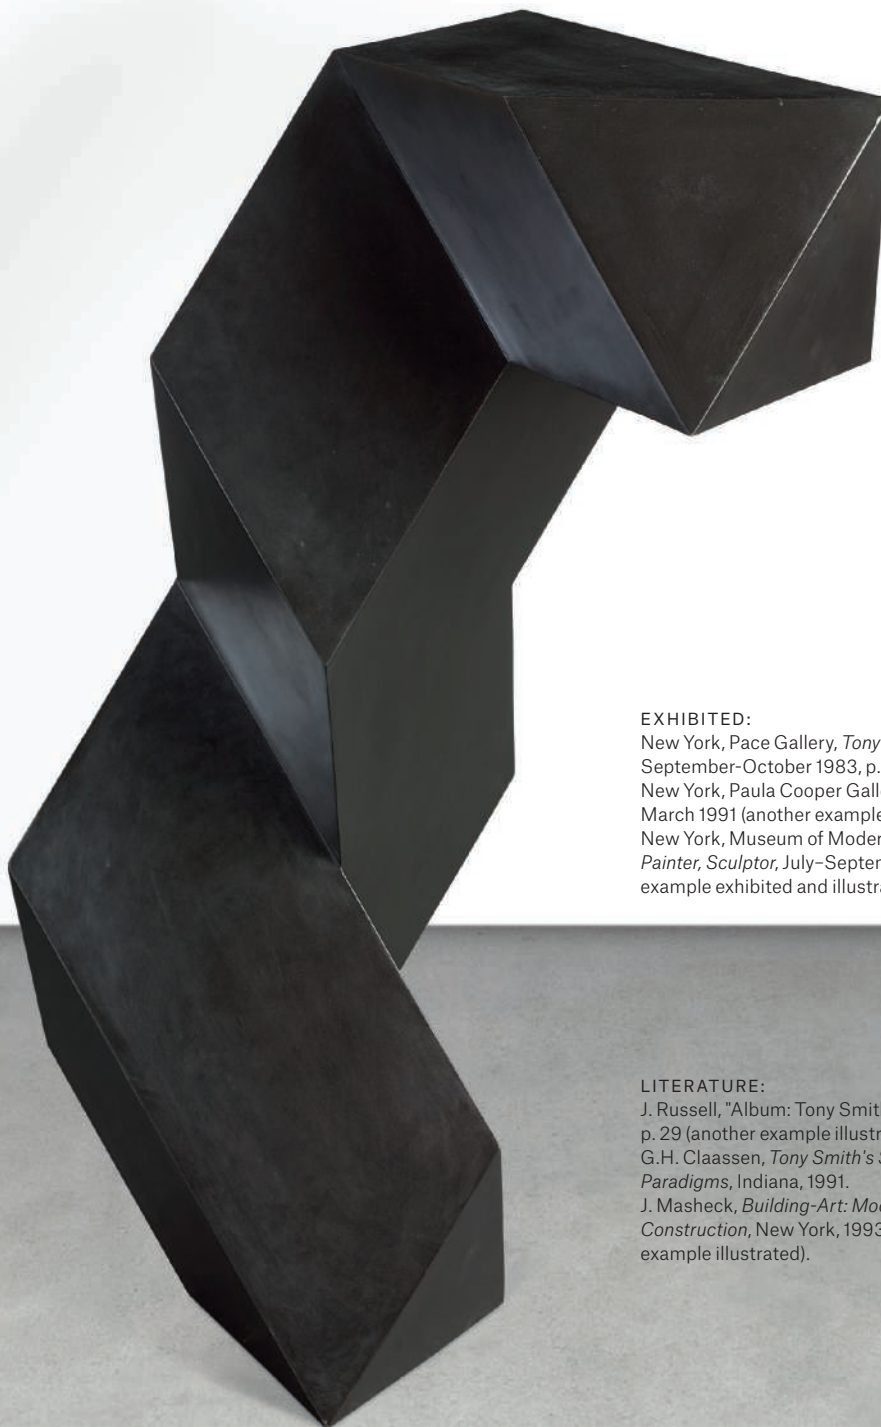 EXHIBITED:
New York, Pace Gallery, Tony
September-October 1983, p.
New York, Paula Cooper Gall
March 1991 (another example
New York, Museum of Moder
Painter, Sculptor, July–Septer
example exhibited and illustra
LITERATURE:
J. Russell, "Album: Tony Smit
p. 29 (another example illustr
G.H. Claassen, Tony Smith's S
Paradigms, Indiana, 1991.
J. Masheck, Building-Art: Mod
Construction, New York, 1993
example illustrated).